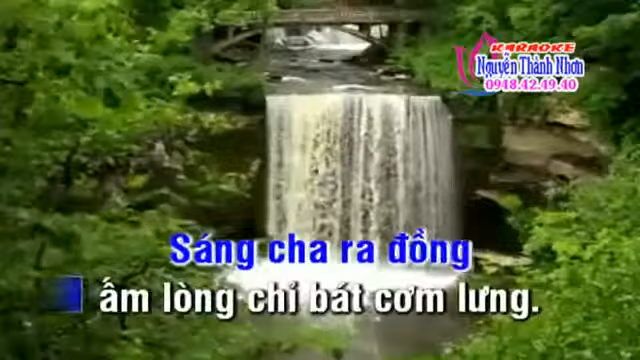 KARAOKE
Nguyễn Thành Nhơn
0948.42.49.40
Sáng cha ra đồng
ấm lòng chỉ bát cơm lưng.